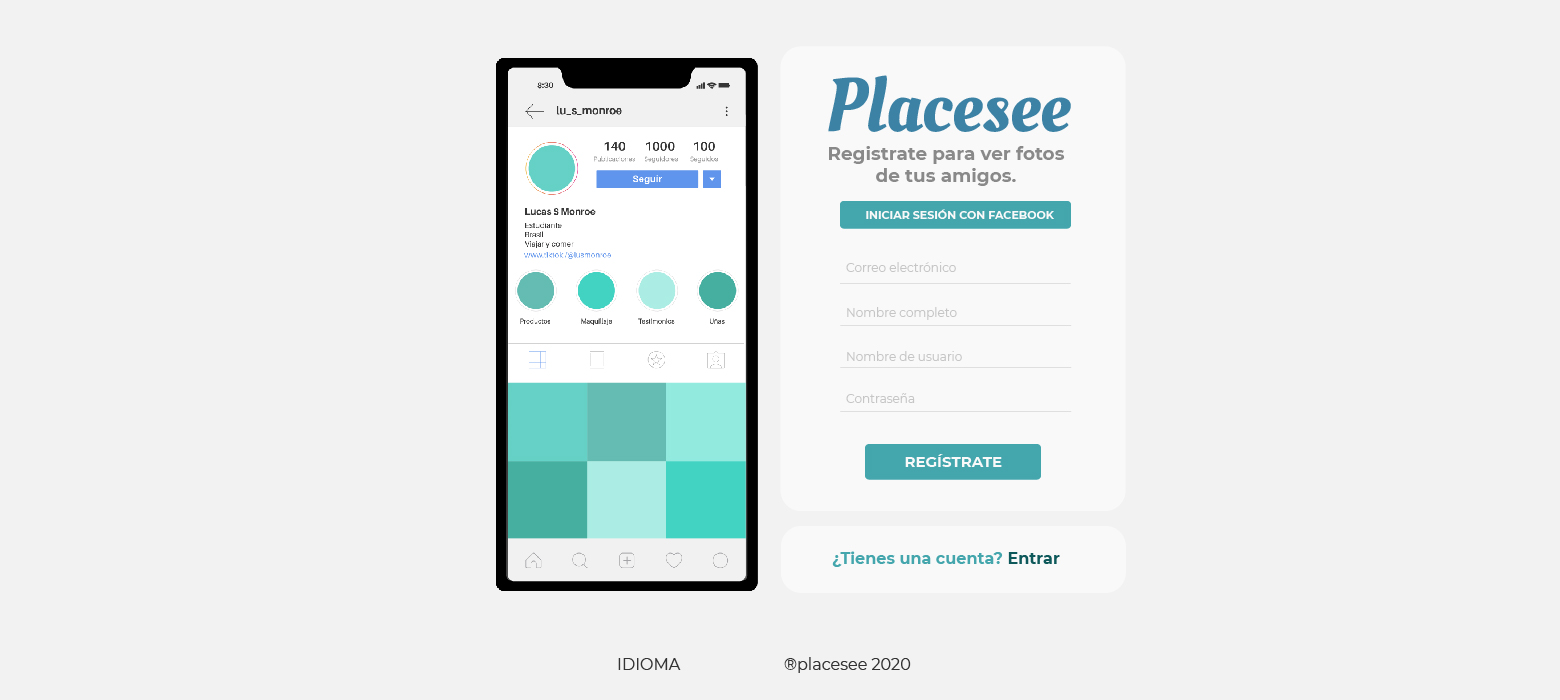 8:30
lu_s_monroe
140 1000 100
Publicaciones Seguidores Seguidos
Seguir
Lucas S Monroe
Estudiante
Brasil
Viajar y comer
www.tiktok/@lusmonroe
Productos Maquillaje Testimonios Uñas
Placesee
Registrate para ver fotos
de tus amigos.
INICIAR SESIÓN CON FACEBOOK
Correo electrónico
Nombre completo
Nombre de usuario
Contraseña
REGÍSTRATE
¿Tienes una cuenta? Entrar
IDIOMA ®placesee 2020